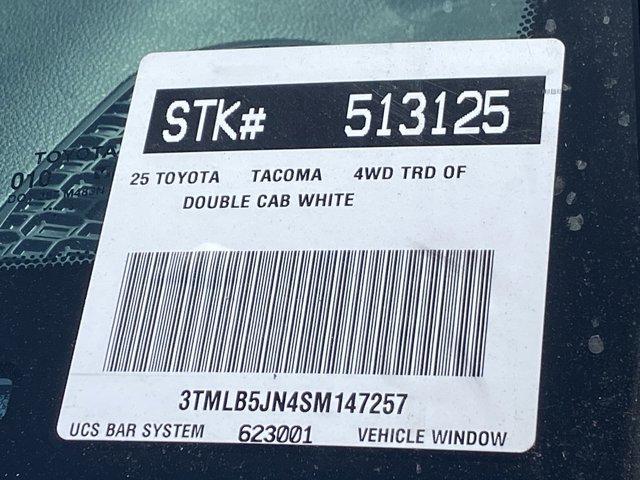 STK# 513125
25 TOYOTA TACOMA 4WD TRD OF
DOUBLE CAB WHITE
3TMLB5JN4SM147257
UCS BAR SYSTEM 623001 VEHICLE WINDOW
TOYOTA
010